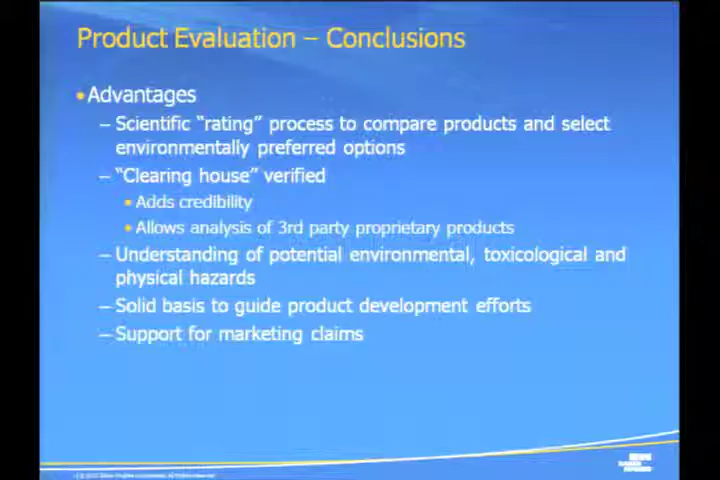 Product Evaluation – Conclusions
•Advantages
– Scientific “rating” process to compare products and select
environmentally preferred options
– “Clearing house” verified
• Adds credibility
• Allows analysis of 3rd party proprietary products
– Understanding of potential environmental, toxicological and
physical hazards
– Solid basis to guide product development efforts
– Support for marketing claims
BAKER
HUGHES